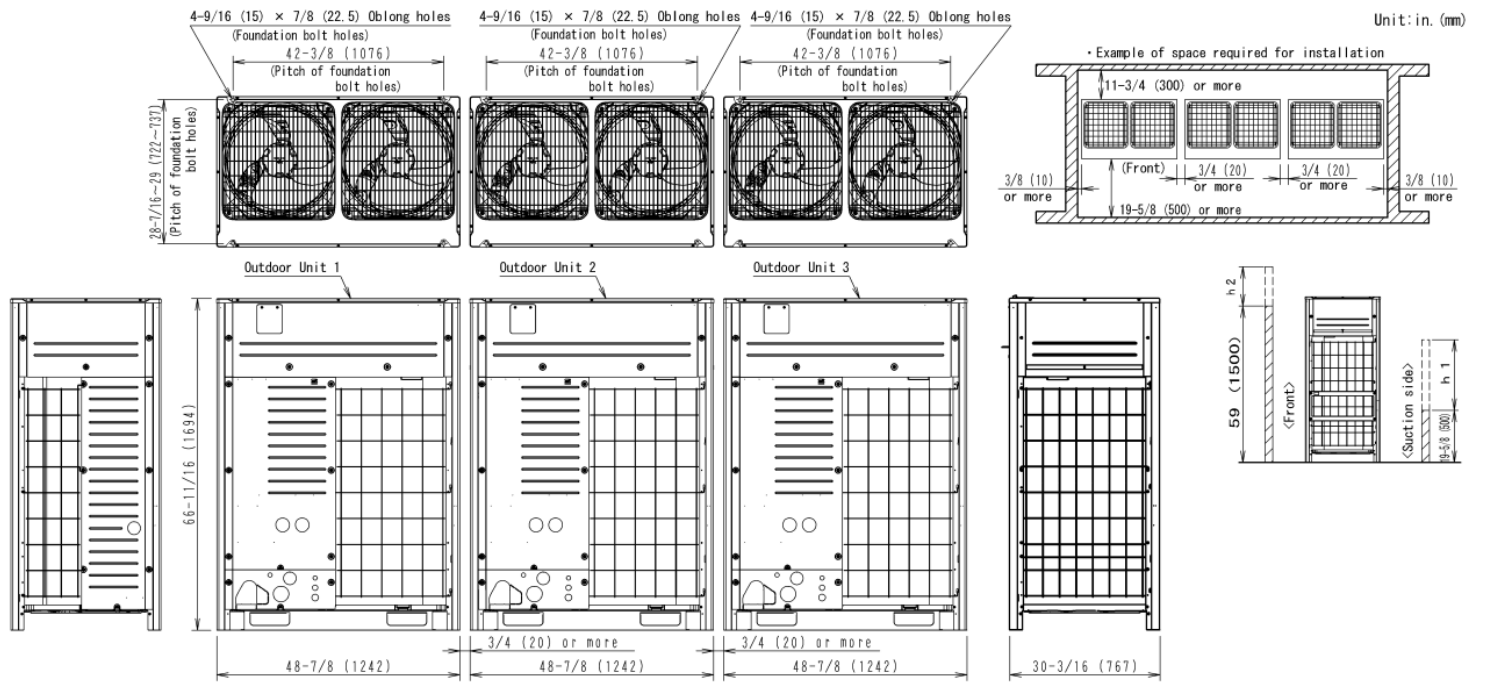 4-9/16 (15) × 7/8 (22.5) Oblong holes
(Foundation bolt holes)
42-3/8 (1076)
(Pitch of foundation
bolt holes)
4-9/16 (15) × 7/8 (22.5) Oblong holes
(Foundation bolt holes)
42-3/8 (1076)
(Pitch of foundation
bolt holes)
4-9/16 (15) × 7/8 (22.5) Oblong holes
(Foundation bolt holes)
42-3/8 (1076)
(Pitch of foundation
bolt holes)
Unit:in.(mm)
28-7/16~29 (722~737)
(Pitch of foundation
bolt holes)
・Example of space required for installation
11-3/4 (300) or more
(Front)
3/4 (20)
or more
3/4 (20)
or more
3/8 (10)
or more
3/8 (10)
or more
19-5/8 (500) or more
Outdoor Unit 1
Outdoor Unit 2
Outdoor Unit 3
66-11/16 (1694)
h2
59 (1500)
<Front>
<Suction side>
h1
19-5/8 (500)
3/4 (20) or more
3/4 (20) or more
48-7/8 (1242)
48-7/8 (1242)
48-7/8 (1242)
30-3/16 (767)